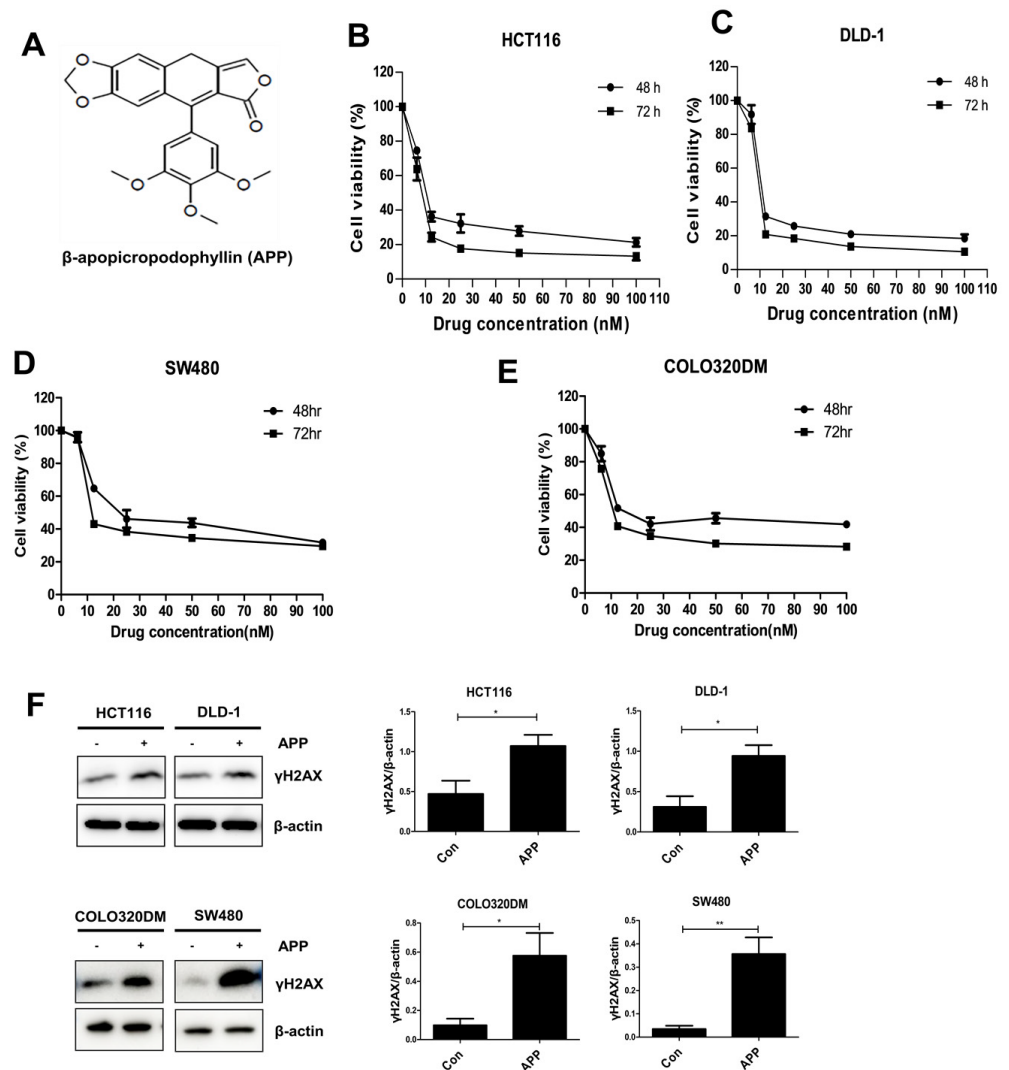 A
O
O
O
O
O
O
O
β-apopicropodophyllin (APP)
B
HCT116
Cell viability (%)
120
100
80
60
40
20
0
48 h
72 h
0 10 20 30 40 50 60 70 80 90 100 110
Drug concentration (nM)
C
DLD-1
Cell viability (%)
120
100
80
60
40
20
0
48 h
72 h
0 10 20 30 40 50 60 70 80 90 100 110
Drug concentration (nM)
D
SW480
Cell viability (%)
120
100
80
60
40
20
0
48hr
72hr
0 10 20 30 40 50 60 70 80 90 100
Drug concentration(nM)
E
COLO320DM
Cell viability (%)
120
100
80
60
40
20
0
48hr
72hr
0 10 20 30 40 50 60 70 80 90 100
Drug concentration(nM)
F
HCT116 DLD-1
- + - + APP
γH2AX
β-actin
HCT116
γH2AX/β-actin
1.5
1.0
0.5
0.0
*
Con APP
DLD-1
γH2AX/β-actin
1.5
1.0
0.5
0.0
*
Con APP
COLO320DM SW480
- + - + APP
γH2AX
β-actin
COLO320DM
γH2AX/β-actin
0.8
0.6
0.4
0.2
0.0
*
Con APP
SW480
γH2AX/β-actin
0.5
0.4
0.3
0.2
0.1
0.0
**
Con APP